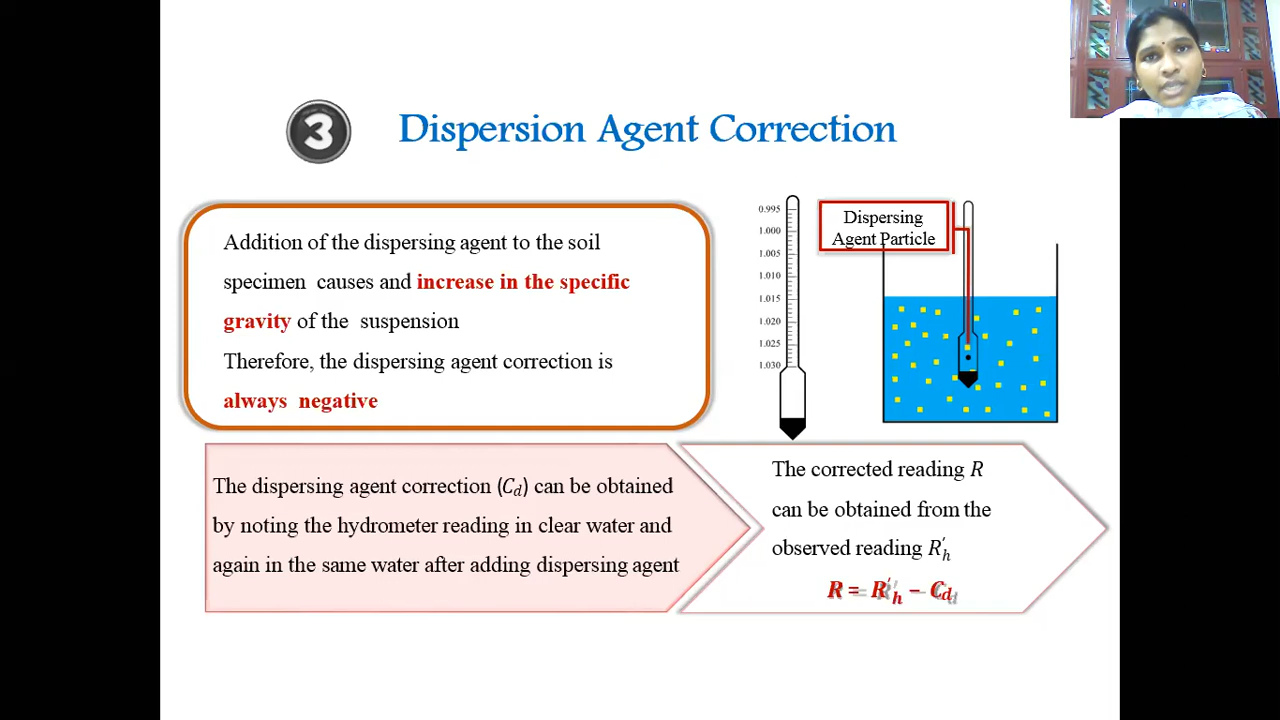 3
Dispersion Agent Correction
Addition of the dispersing agent to the soil
specimen causes and increase in the specific
gravity of the suspension
Therefore, the dispersing agent correction is
always negative
0.995
1.000
1.005
1.010
1.015
1.020
1.025
1.030
Dispersing
Agent Particle
The dispersing agent correction (C_d) can be obtained
by noting the hydrometer reading in clear water and
again in the same water after adding dispersing agent
The corrected reading R
can be obtained from the
observed reading R'_h
R = R'_h − C_d